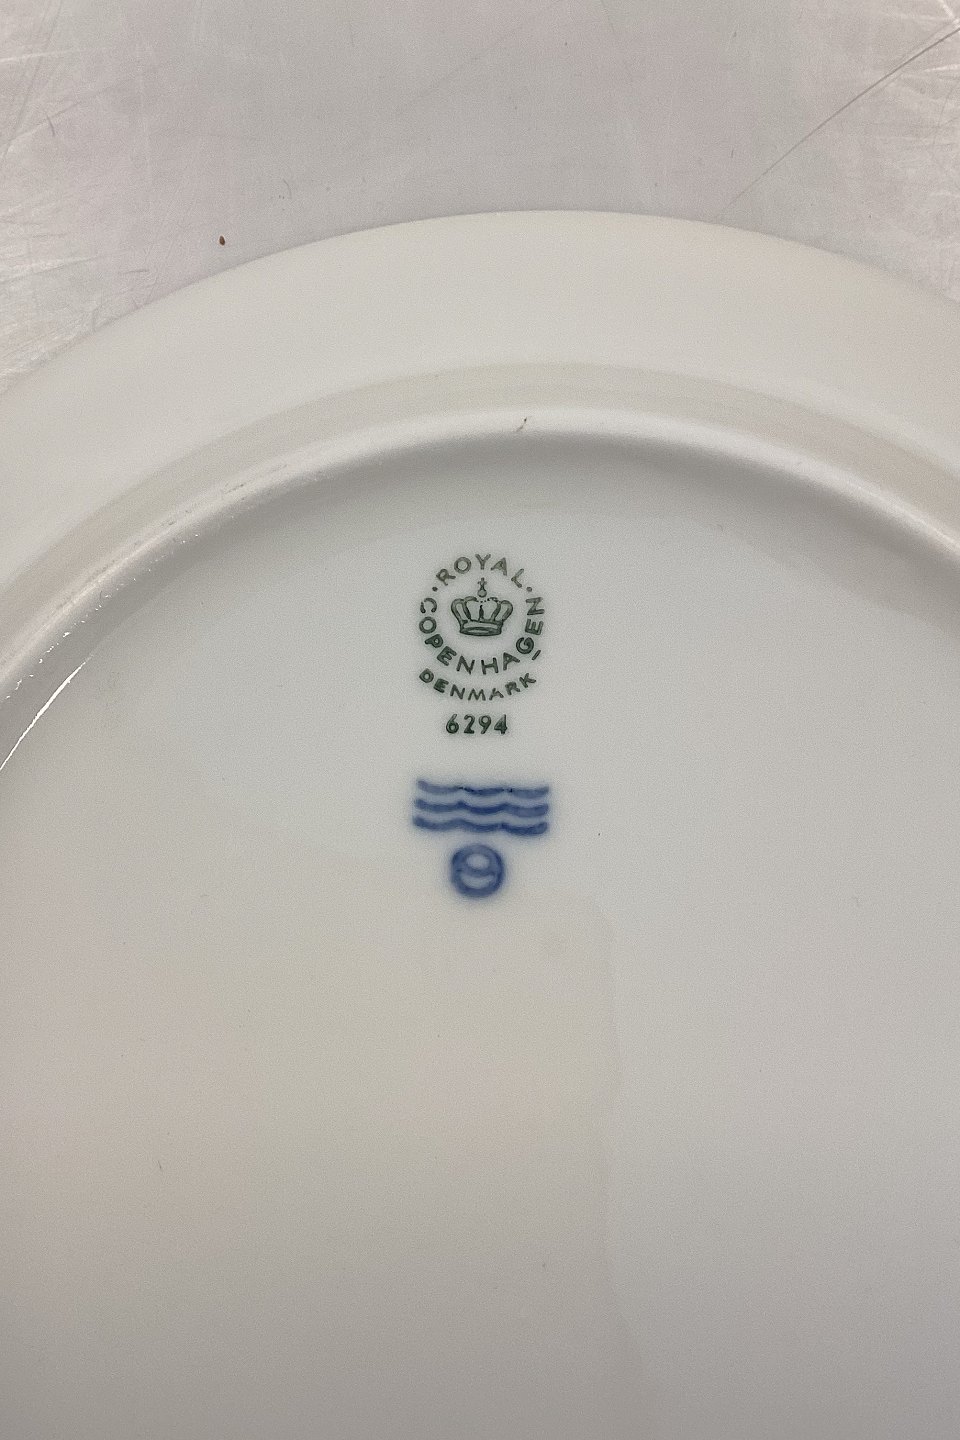 ROYAL
COPENHAGEN
DENMARK
6294